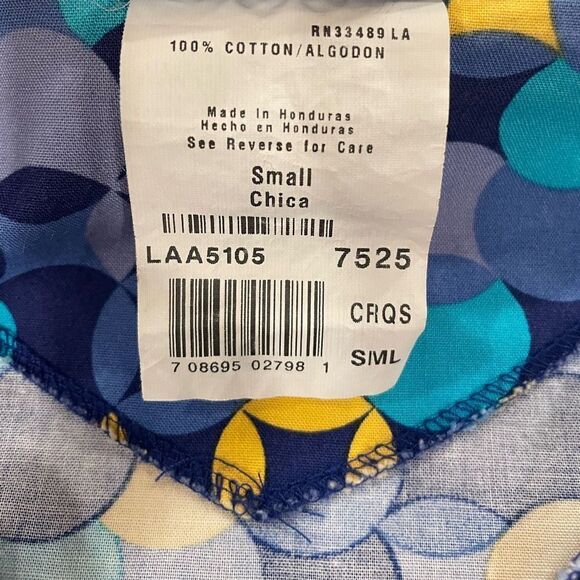 RN33489 LA
100% COTTON/ALGODON
Made in Honduras
Hecho en Honduras
See Reverse for Care
Small
Chica
LAA5105 7525
CRQS
7 08695 02798 1
S/ML